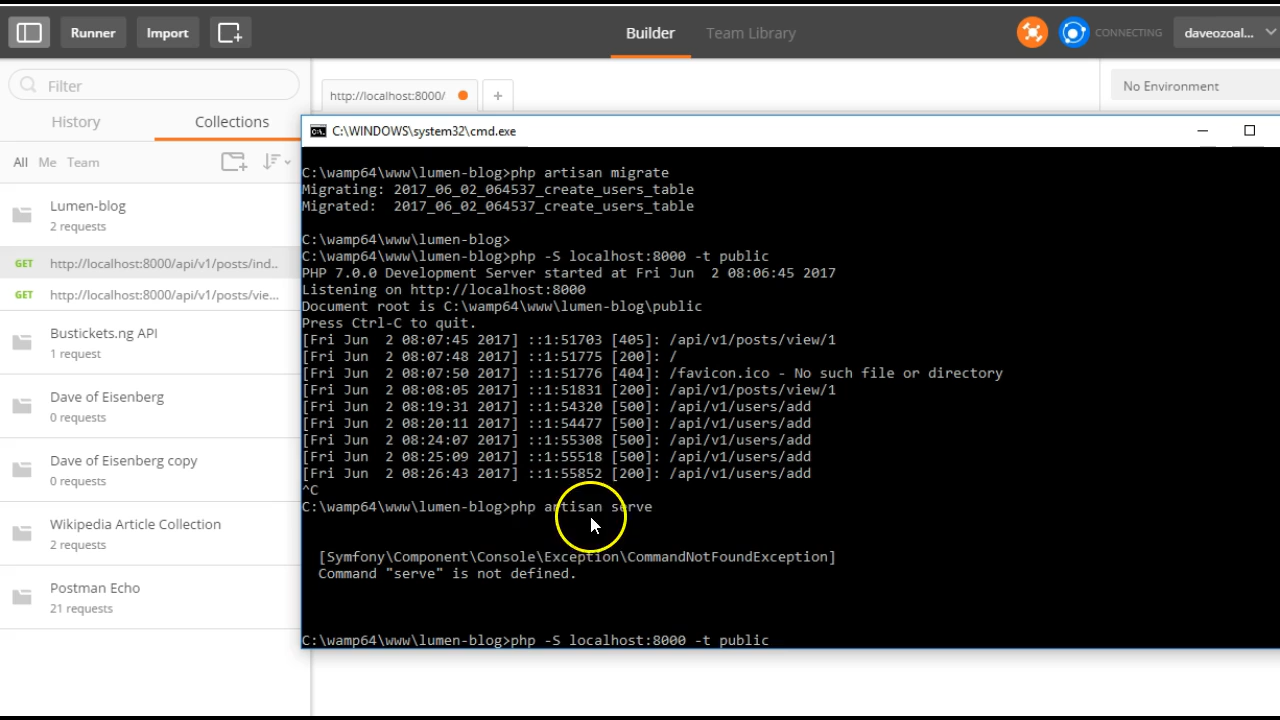 Runner
Import
Builder
Team Library
CONNECTING
daveozoal...
Filter
http://localhost:8000/
+
No Environment
History
Collections
All Me Team
Lumen-blog
2 requests
GET http://localhost:8000/api/v1/posts/ind..
GET http://localhost:8000/api/v1/posts/vie...
Bustickets.ng API
1 request
Dave of Eisenberg
0 requests
Dave of Eisenberg copy
0 requests
Wikipedia Article Collection
2 requests
Postman Echo
21 requests
C:\WINDOWS\system32\cmd.exe
C:\wamp64\www\lumen-blog>php artisan migrate
Migrating: 2017_06_02_064537_create_users_table
Migrated:  2017_06_02_064537_create_users_table
C:\wamp64\www\lumen-blog>
C:\wamp64\www\lumen-blog>php -S localhost:8000 -t public
PHP 7.0.0 Development Server started at Fri Jun  2 08:06:45 2017
Listening on http://localhost:8000
Document root is C:\wamp64\www\lumen-blog\public
Press Ctrl-C to quit.
[Fri Jun  2 08:07:45 2017] ::1:51703 [405]: /api/v1/posts/view/1
[Fri Jun  2 08:07:48 2017] ::1:51775 [200]: /
[Fri Jun  2 08:07:50 2017] ::1:51776 [404]: /favicon.ico - No such file or directory
[Fri Jun  2 08:08:05 2017] ::1:51831 [200]: /api/v1/posts/view/1
[Fri Jun  2 08:19:31 2017] ::1:54320 [500]: /api/v1/users/add
[Fri Jun  2 08:20:11 2017] ::1:54477 [500]: /api/v1/users/add
[Fri Jun  2 08:24:07 2017] ::1:55308 [500]: /api/v1/users/add
[Fri Jun  2 08:25:09 2017] ::1:55518 [500]: /api/v1/users/add
[Fri Jun  2 08:26:43 2017] ::1:55852 [200]: /api/v1/users/add
^C
C:\wamp64\www\lumen-blog>php artisan serve
[Symfony\Component\Console\Exception\CommandNotFoundException]
Command "serve" is not defined.
C:\wamp64\www\lumen-blog>php -S localhost:8000 -t public